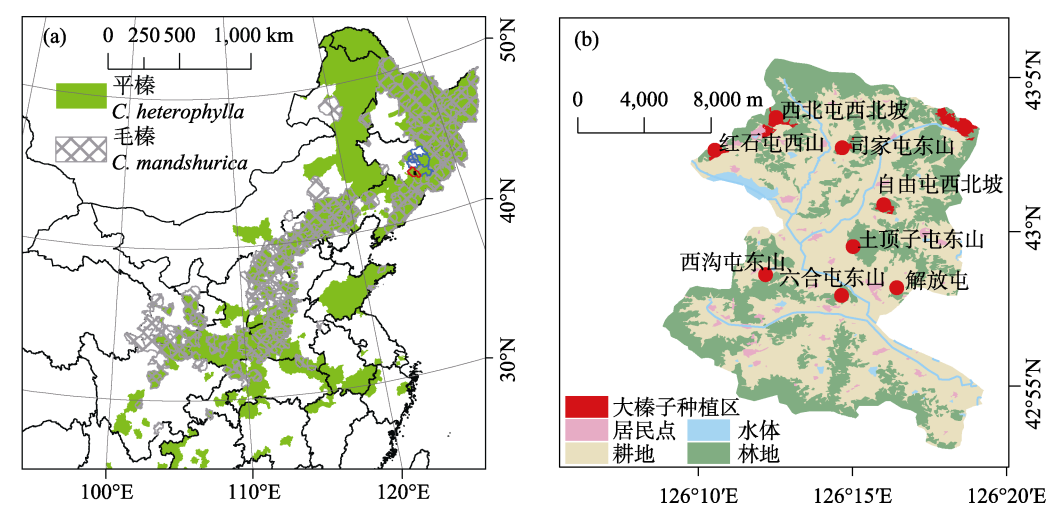 (a)
0 250 500 1,000 km
平榛
C. heterophylla
毛榛
C. mandshurica
50°N
40°N
30°N
100°E 110°E 120°E
(b)
0 4,000 8,000 m
西北屯西北坡
红石屯西山
司家屯东山
自由屯西北坡
土顶子屯东山
西沟屯东山
六合屯东山
解放屯
大榛子种植区
居民点 水体
耕地 林地
43°5′N
43°N
42°55′N
126°10′E 126°15′E 126°20′E